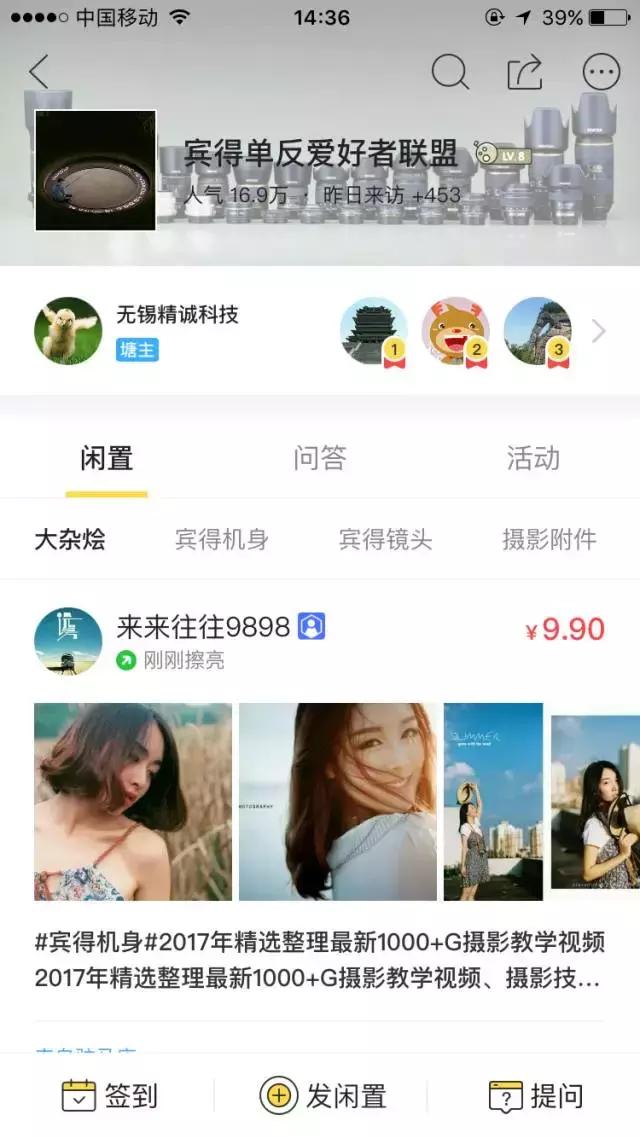 中国移动 14:36 39%
宾得单反爱好者联盟 LV.8
人气 16.9万 · 昨日来访 +453
无锡精诚科技
塘主
1 2 3
闲置 问答 活动
大杂烩 宾得机身 宾得镜头 摄影附件
来来往往9898 ¥9.90
刚刚擦亮
SUMMER
#宾得机身#2017年精选整理最新1000+G摄影教学视频
2017年精选整理最新1000+G摄影教学视频、摄影技...
签到 发闲置 提问